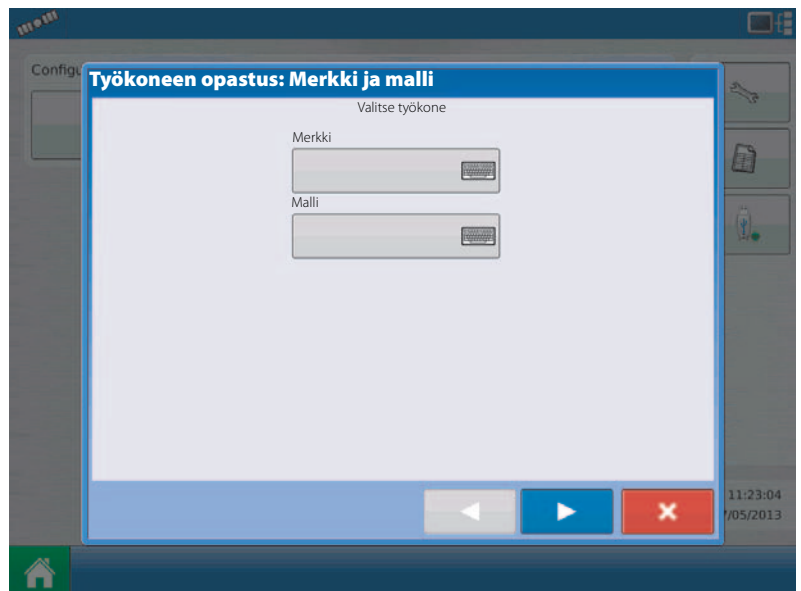 Configu
Työkoneen opastus: Merkki ja malli
Valitse työkone
Merkki
Malli
11:23:04
/05/2013